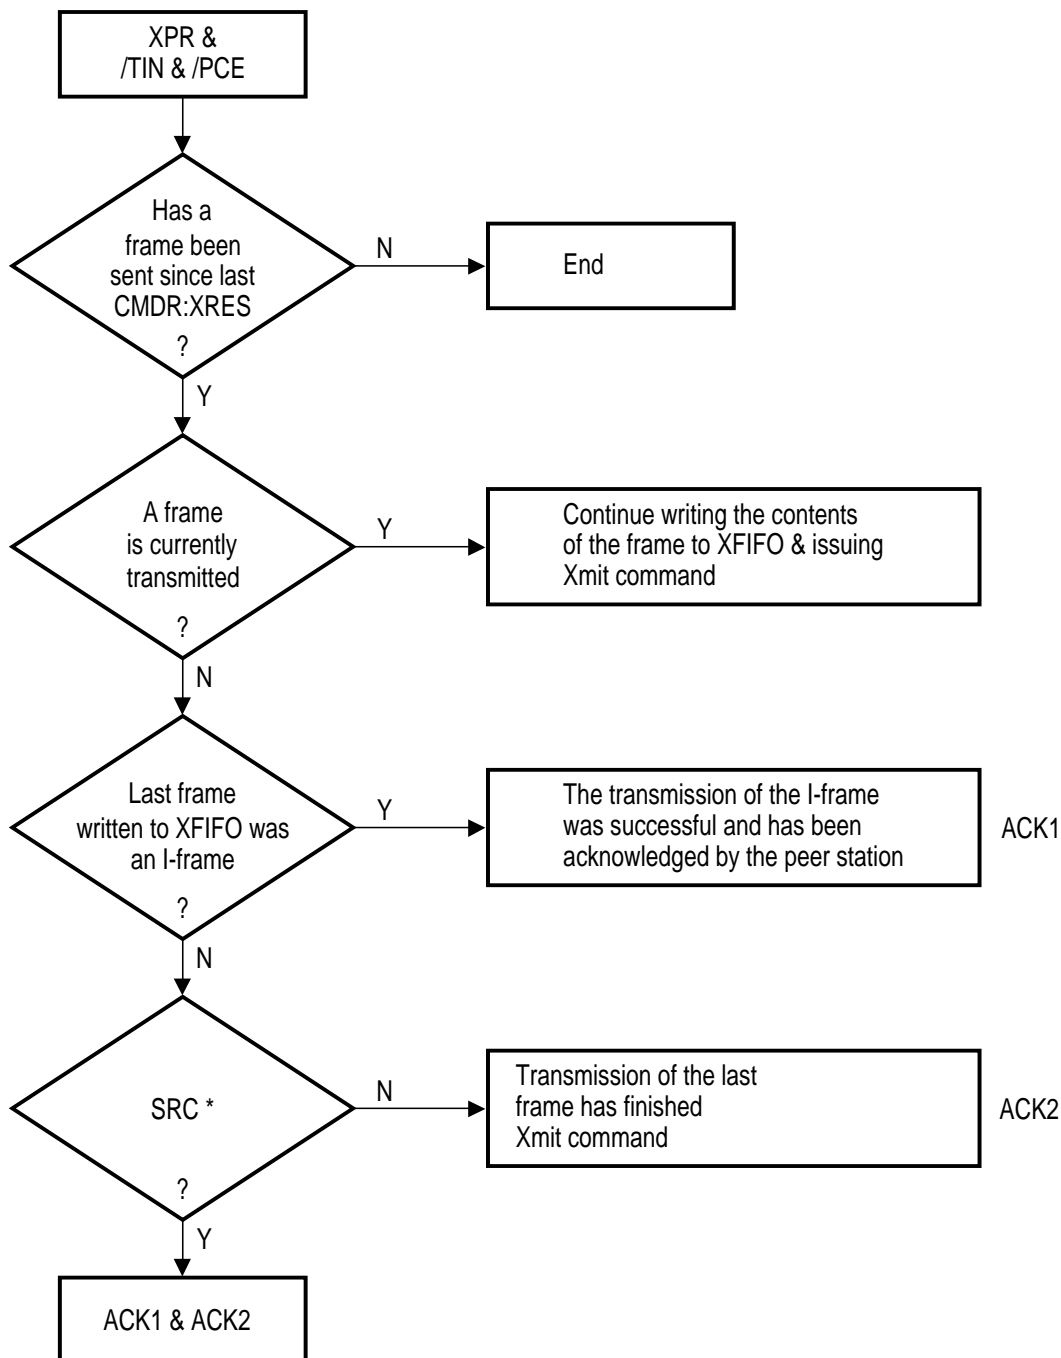 XPR &
/TIN & /PCE
Has a
frame been
sent since last
CMDR:XRES
?
N
End
Y
A frame
is currently
transmitted
?
Y
Continue writing the contents
of the frame to XFIFO & issuing
Xmit command
N
Last frame
written to XFIFO was
an I-frame
?
Y
The transmission of the I-frame
was successful and has been
acknowledged by the peer station
ACK1
N
SRC *
?
N
Transmission of the last
frame has finished
Xmit command
ACK2
Y
ACK1 & ACK2